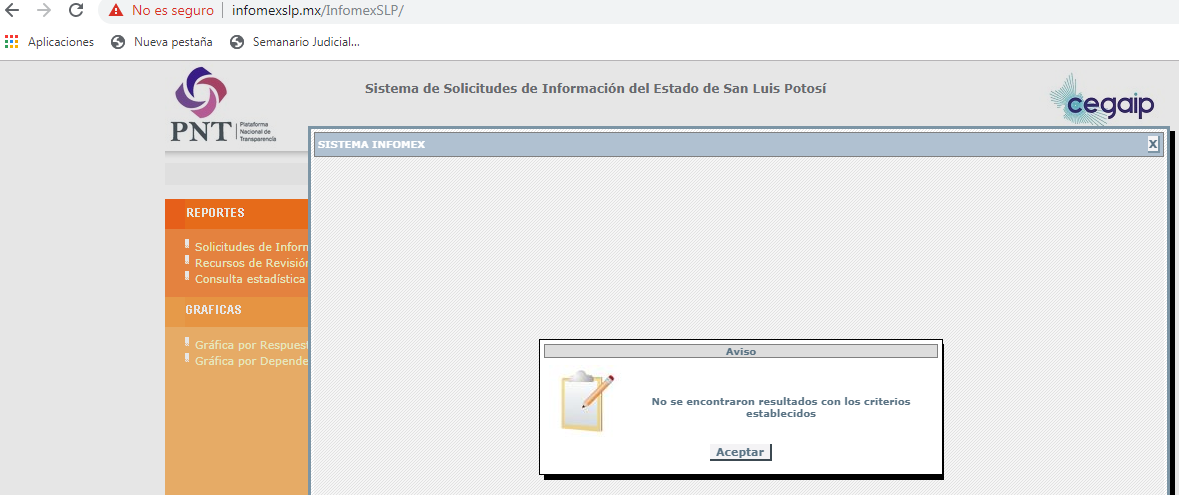 No es seguro infomexslp.mx/InfomexSLP/
Aplicaciones Nueva pestaña Semanario Judicial...
Sistema de Solicitudes de Información del Estado de San Luis Potosí
cegaip
PNT Plataforma
Nacional de
Transparencia
SISTEMA INFOMEX X
REPORTES
Solicitudes de Inform
Recursos de Revisión
Consulta estadística
GRAFICAS
Gráfica por Respuest
Gráfica por Depende
Aviso
No se encontraron resultados con los criterios
establecidos
Aceptar